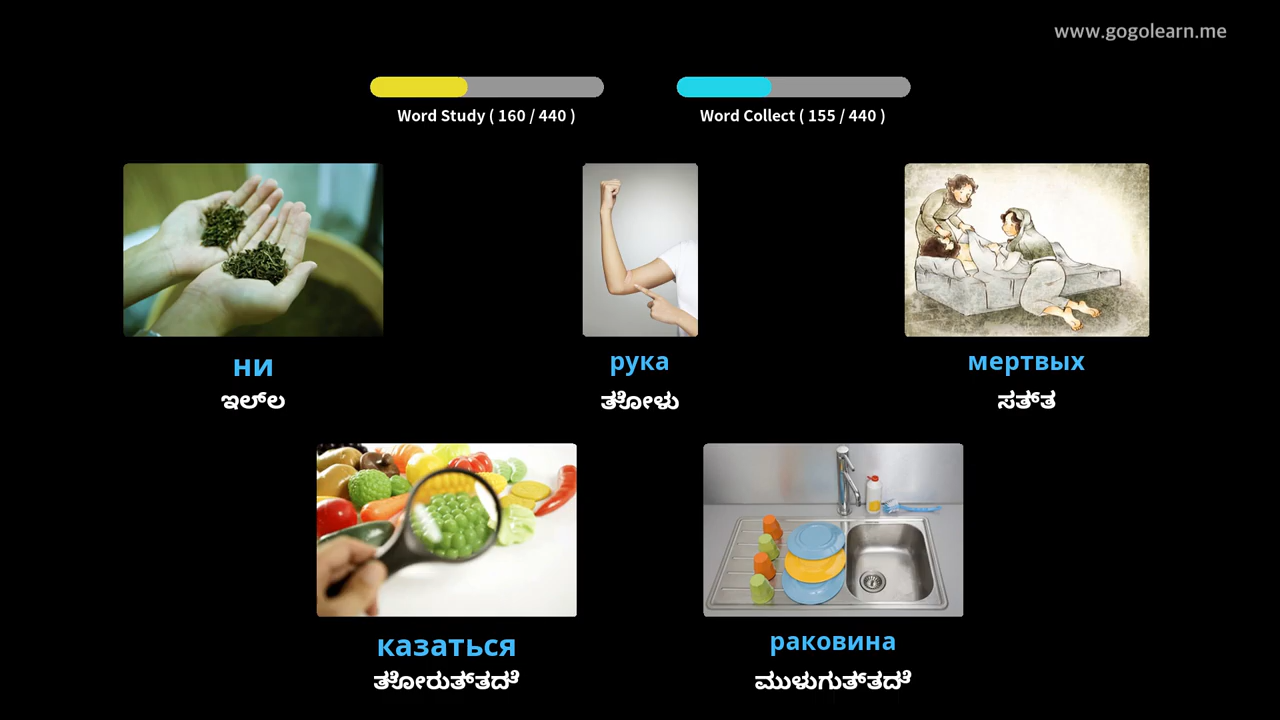 www.gogolearn.me
Word Study ( 160 / 440 )
Word Collect ( 155 / 440 )
ни
ಇಲ್ಲ
рука
ತೋಳು
мертвых
ಸತ್ತ
казаться
ತೋರುತ್ತದೆ
раковина
ಮುಳುಗುತ್ತದೆ